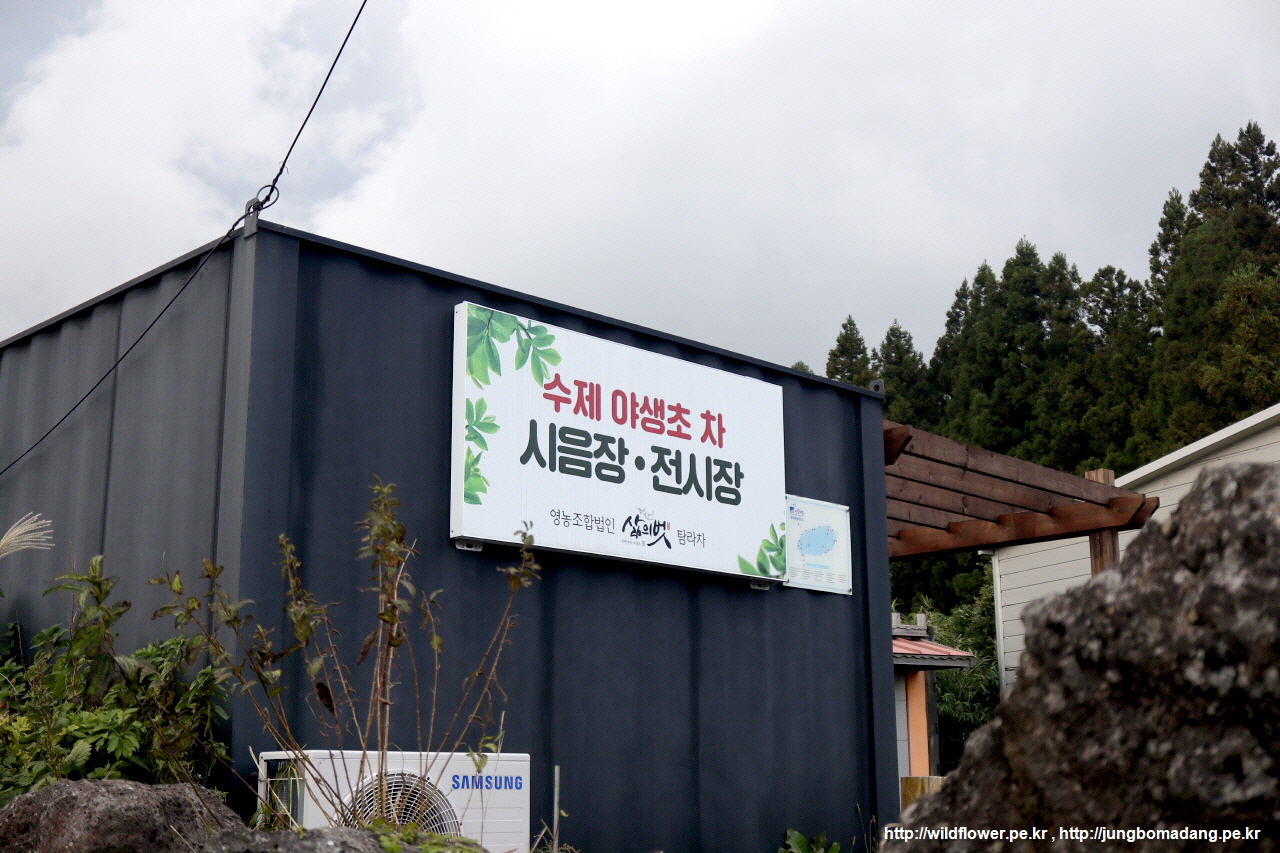 수제 야생초 차
시음장•전시장
영농조합법인 삶의벗 탐라차
SAMSUNG
http://wildflower.pe.kr , http://jungbomadang.pe.kr